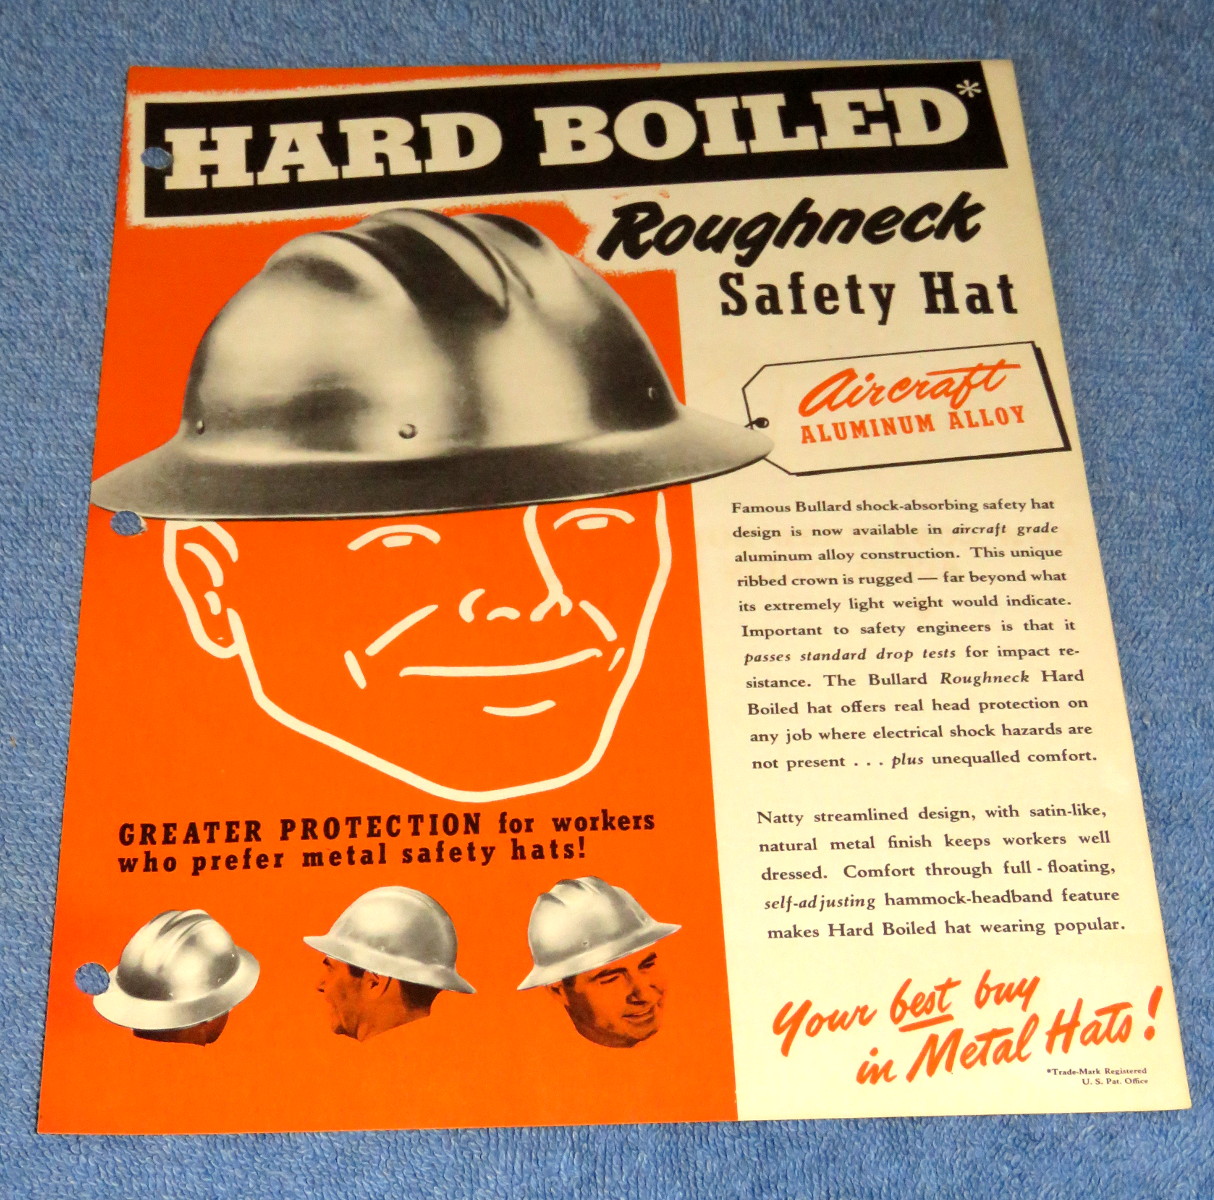 HARD BOILED*
Roughneck
Safety Hat
Aircraft
ALUMINUM ALLOY
Famous Bullard shock-absorbing safety hat
design is now available in aircraft grade
aluminum alloy construction. This unique
ribbed crown is rugged — far beyond what
its extremely light weight would indicate.
Important to safety engineers is that it
passes standard drop tests for impact re-
sistance. The Bullard Roughneck Hard
Boiled hat offers real head protection on
any job where electrical shock hazards are
not present . . . plus unequalled comfort.
Natty streamlined design, with satin-like,
natural metal finish keeps workers well
dressed. Comfort through full - floating,
self-adjusting hammock-headband feature
makes Hard Boiled hat wearing popular.
GREATER PROTECTION for workers
who prefer metal safety hats!
Your best buy
in Metal Hats!
*Trade-Mark Registered
U. S. Pat. Office